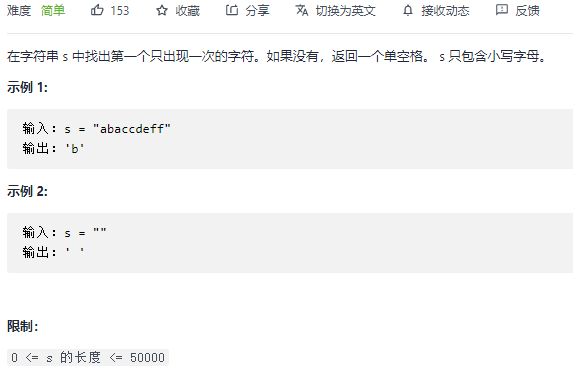 难度 简单 153 收藏 分享 切换为英文 接收动态 反馈
在字符串 s 中找出第一个只出现一次的字符。如果没有，返回一个单空格。 s 只包含小写字母。
示例 1:
输入：s = "abaccdeff"
输出：'b'
示例 2:
输入：s = ""
输出：' '
限制：
0 <= s 的长度 <= 50000